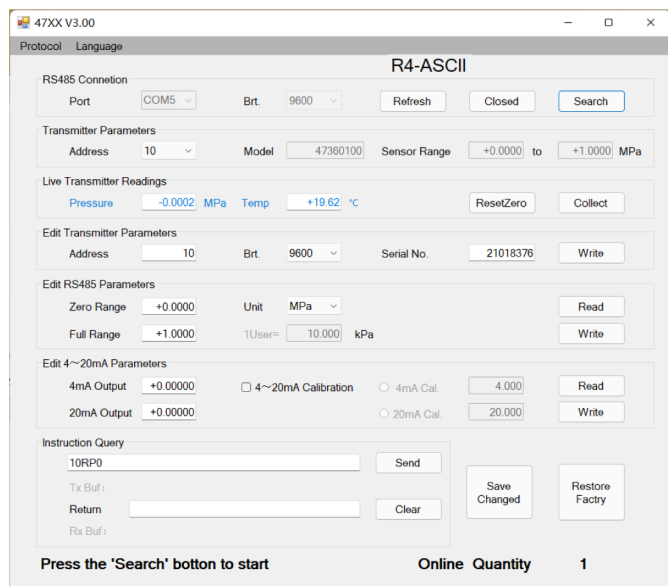 47XX V3.00
Protocol Language
R4-ASCII
RS485 Connetion
Port COM5 Brt. 9600 Refresh Closed Search
Transmitter Parameters
Address 10 Model 47360100 Sensor Range +0.0000 to +1.0000 MPa
Live Transmitter Readings
Pressure -0.0002 MPa Temp +19.62 °C ResetZero Collect
Edit Transmitter Parameters
Address 10 Brt. 9600 Serial No. 21018376 Write
Edit RS485 Parameters
Zero Range +0.0000 Unit MPa Read
Full Range +1.0000 1User= 10.000 kPa Write
Edit 4~20mA Parameters
4mA Output +0.00000 4~20mA Calibration 4mA Cal. 4.000 Read
20mA Output +0.00000 20mA Cal. 20.000 Write
Instruction Query
10RP0 Send
Tx Buf:
Return Clear
Rx Buf:
Save
Changed
Restore
Factry
Press the 'Search' botton to start Online Quantity 1